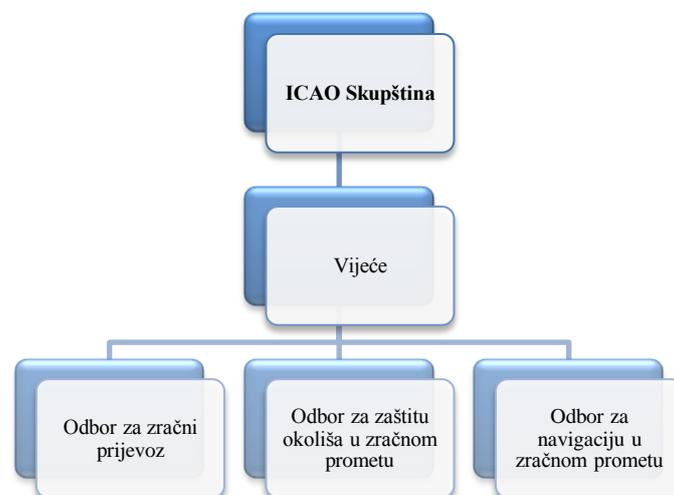 ICAO Skupština
Vijeće
Odbor za zračni
prijevoz
Odbor za zaštitu
okoliša u zračnom
prometu
Odbor za
navigaciju u
zračnom prometu